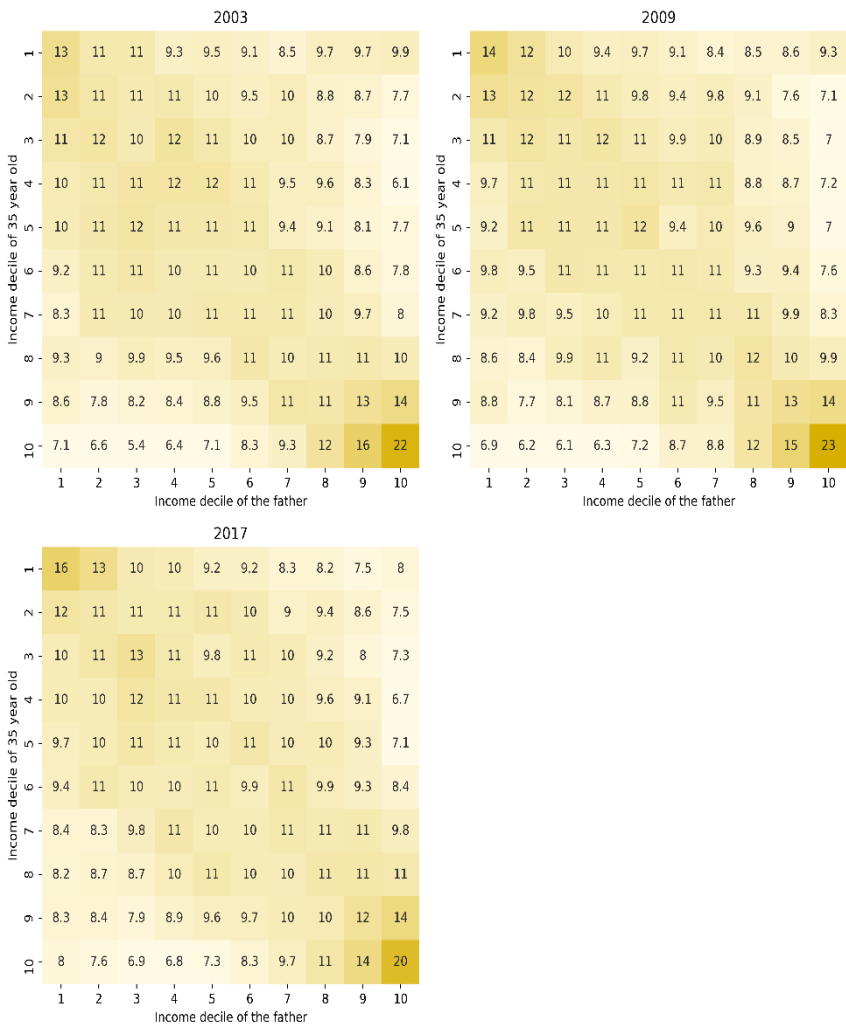 2003
Income decile of 35 year old
1 13 11 11 9.3 9.5 9.1 8.5 9.7 9.7 9.9
2 13 11 11 11 10 9.5 10 8.8 8.7 7.7
3 11 12 10 12 11 10 10 8.7 7.9 7.1
4 10 11 11 12 12 11 9.5 9.6 8.3 6.1
5 10 11 12 11 11 11 9.4 9.1 8.1 7.7
6 9.2 11 11 10 11 10 11 10 8.6 7.8
7 8.3 11 10 10 11 11 11 10 9.7 8
8 9.3 9 9.9 9.5 9.6 11 10 11 11 10
9 8.6 7.8 8.2 8.4 8.8 9.5 11 11 13 14
10 7.1 6.6 5.4 6.4 7.1 8.3 9.3 12 16 22
1 2 3 4 5 6 7 8 9 10
Income decile of the father
2009
Income decile of 35 year old
1 14 12 10 9.4 9.7 9.1 8.4 8.5 8.6 9.3
2 13 12 12 11 9.8 9.4 9.8 9.1 7.6 7.1
3 11 12 11 12 11 9.9 10 8.9 8.5 7
4 9.7 11 11 11 11 11 11 8.8 8.7 7.2
5 9.2 11 11 11 12 9.4 10 9.6 9 7
6 9.8 9.5 11 11 11 11 11 9.3 9.4 7.6
7 9.2 9.8 9.5 10 11 11 11 11 9.9 8.3
8 8.6 8.4 9.9 11 9.2 11 10 12 10 9.9
9 8.8 7.7 8.1 8.7 8.8 11 9.5 11 13 14
10 6.9 6.2 6.1 6.3 7.2 8.7 8.8 12 15 23
1 2 3 4 5 6 7 8 9 10
Income decile of the father
2017
Income decile of 35 year old
1 16 13 10 10 9.2 9.2 8.3 8.2 7.5 8
2 12 11 11 11 11 10 9 9.4 8.6 7.5
3 10 11 13 11 9.8 11 10 9.2 8 7.3
4 10 10 12 11 11 10 10 9.6 9.1 6.7
5 9.7 10 11 11 10 11 10 10 9.3 7.1
6 9.4 11 10 10 11 9.9 11 9.9 9.3 8.4
7 8.4 8.3 9.8 11 10 10 11 11 11 9.8
8 8.2 8.7 8.7 10 11 10 10 11 11 11
9 8.3 8.4 7.9 8.9 9.6 9.7 10 10 12 14
10 8 7.6 6.9 6.8 7.3 8.3 9.7 11 14 20
1 2 3 4 5 6 7 8 9 10
Income decile of the father